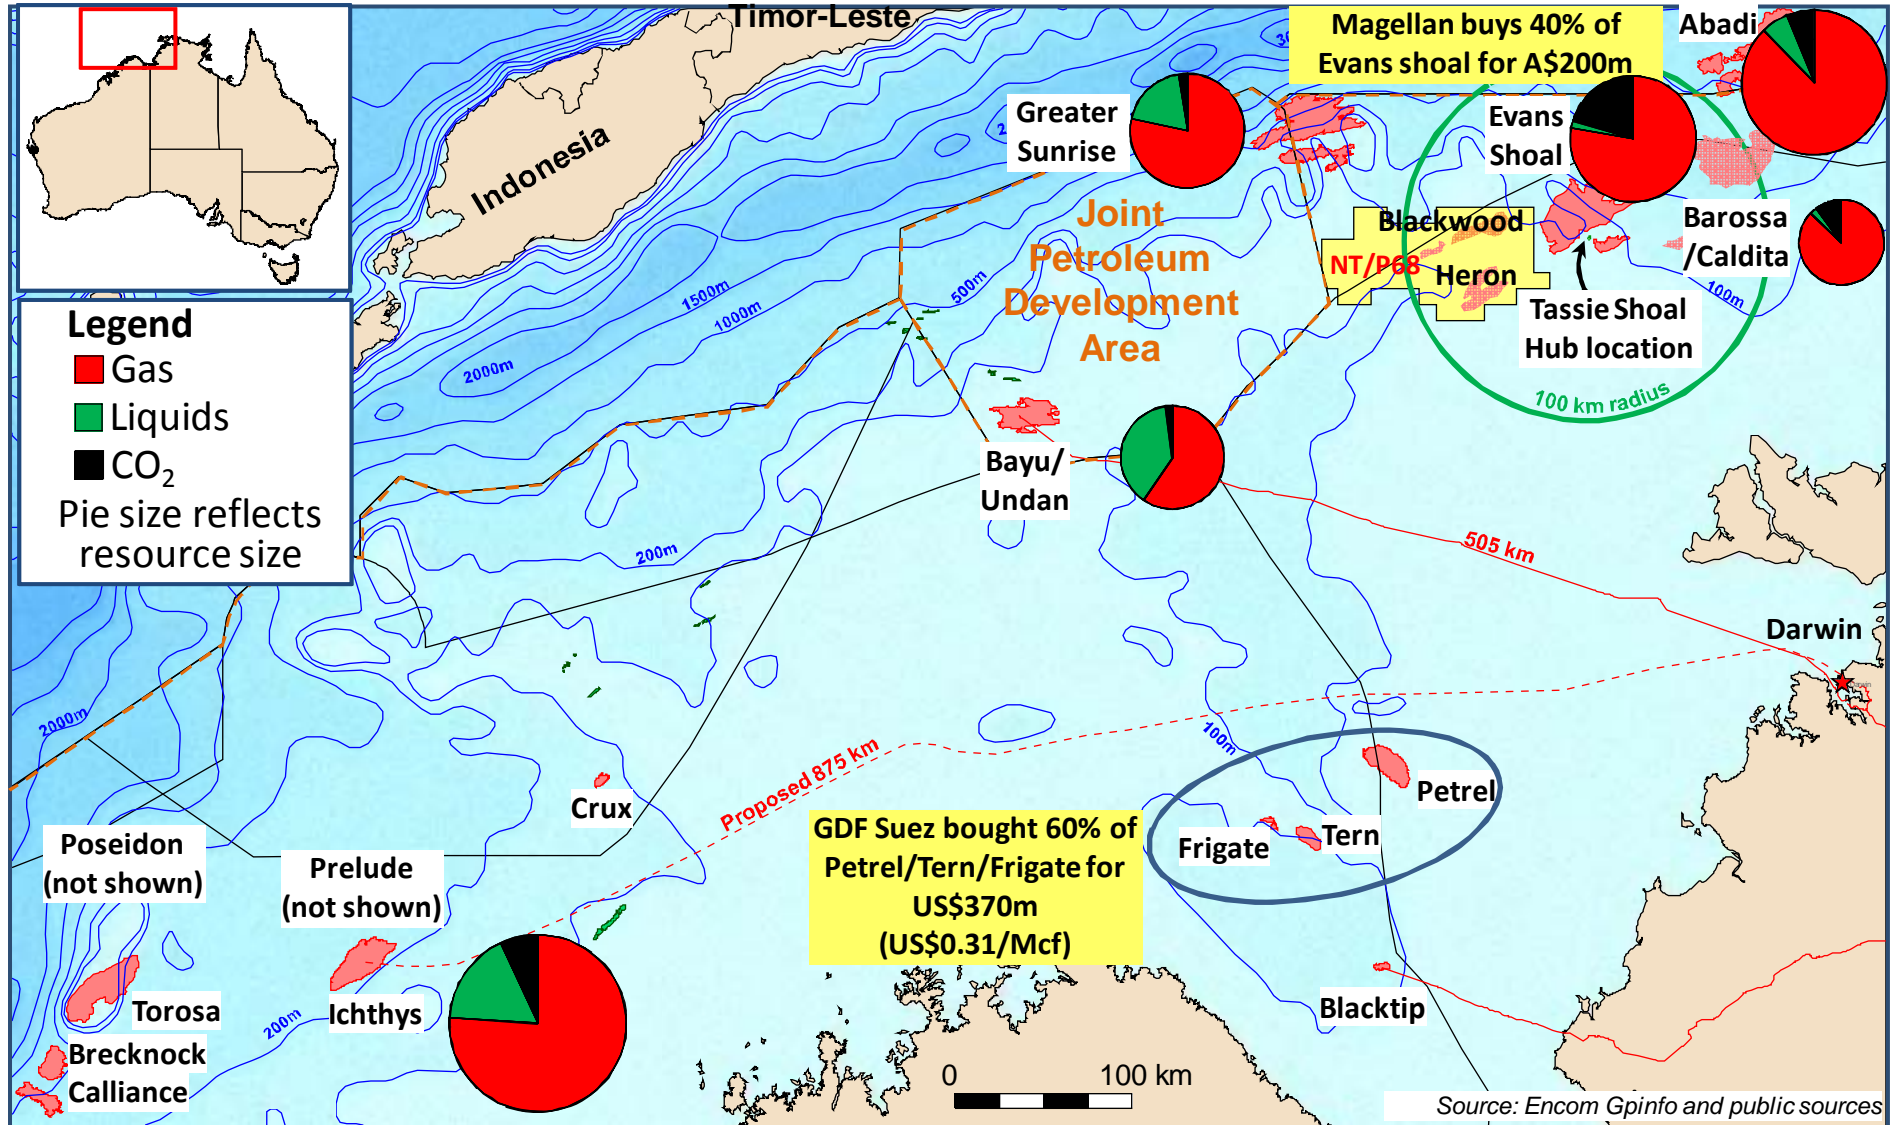 Timor-Leste
Magellan buys 40% of
Evans shoal for A$200m
Abadi
Greater
Sunrise
Evans
Shoal
Indonesia
Joint
Petroleum
Development
Area
Blackwood
NT/P68
Heron
Barossa
/Caldita
Tassie Shoal
Hub location
100m
100 km radius
500m
1500m
1000m
2000m
Legend
Gas
Liquids
CO2
Pie size reflects
resource size
Bayu/
Undan
200m
505 km
Darwin
2000m
100m
Proposed 875 km
Crux
Petrel
Frigate
Tern
GDF Suez bought 60% of
Petrel/Tern/Frigate for
US$370m
(US$0.31/Mcf)
Poseidon
(not shown)
Prelude
(not shown)
Torosa
Ichthys
200m
Brecknock
Calliance
Blacktip
0 100 km
Source: Encom Gpinfo and public sources